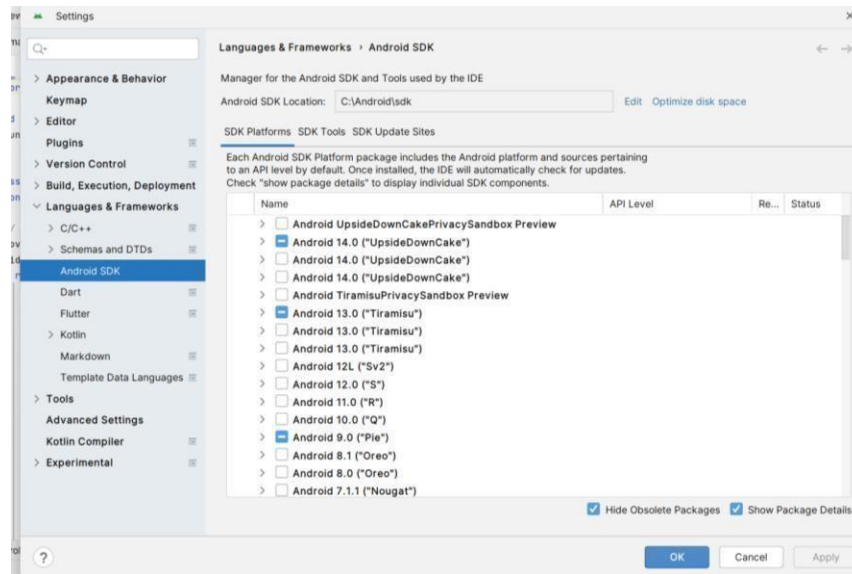 Settings
Languages & Frameworks › Android SDK
Appearance & Behavior
Keymap
Editor
Plugins
Version Control
Build, Execution, Deployment
Languages & Frameworks
C/C++
Schemas and DTDs
Android SDK
Dart
Flutter
Kotlin
Markdown
Template Data Languages
Tools
Advanced Settings
Kotlin Compiler
Experimental
Manager for the Android SDK and Tools used by the IDE
Android SDK Location: C:\Android\sdk Edit Optimize disk space
SDK Platforms SDK Tools SDK Update Sites
Each Android SDK Platform package includes the Android platform and sources pertaining
to an API level by default. Once installed, the IDE will automatically check for updates.
Check "show package details" to display individual SDK components.
Name API Level Re... Status
Android UpsideDownCakePrivacySandbox Preview
Android 14.0 ("UpsideDownCake")
Android 14.0 ("UpsideDownCake")
Android 14.0 ("UpsideDownCake")
Android TiramisuPrivacySandbox Preview
Android 13.0 ("Tiramisu")
Android 13.0 ("Tiramisu")
Android 13.0 ("Tiramisu")
Android 12L ("Sv2")
Android 12.0 ("S")
Android 11.0 ("R")
Android 10.0 ("Q")
Android 9.0 ("Pie")
Android 8.1 ("Oreo")
Android 8.0 ("Oreo")
Android 7.1.1 ("Nougat")
Hide Obsolete Packages Show Package Details
? OK Cancel Apply